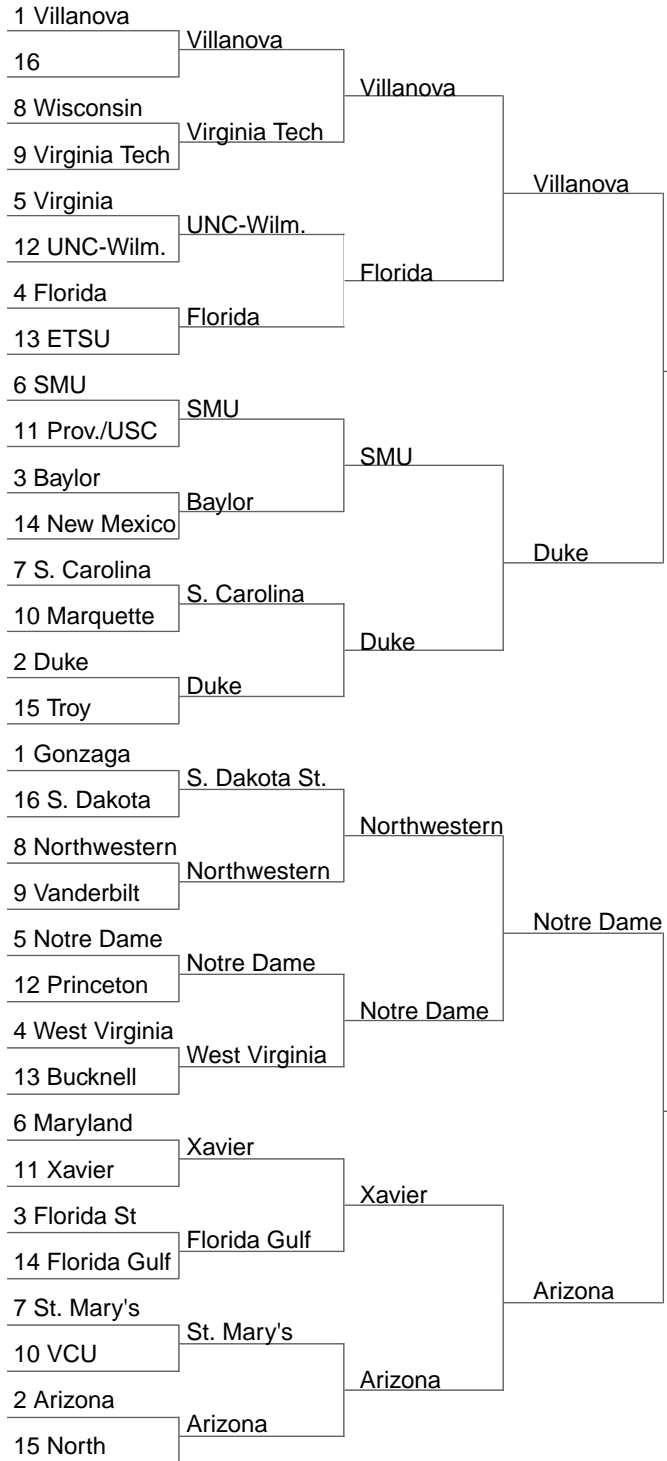 1 Villanova
16
8 Wisconsin
9 Virginia Tech
5 Virginia
12 UNC-Wilm.
4 Florida
13 ETSU
6 SMU
11 Prov./USC
3 Baylor
14 New Mexico
7 S. Carolina
10 Marquette
2 Duke
15 Troy
1 Gonzaga
16 S. Dakota
8 Northwestern
9 Vanderbilt
5 Notre Dame
12 Princeton
4 West Virginia
13 Bucknell
6 Maryland
11 Xavier
3 Florida St
14 Florida Gulf
7 St. Mary's
10 VCU
2 Arizona
15 North
Villanova
Virginia Tech
UNC-Wilm.
Florida
SMU
Baylor
S. Carolina
Duke
S. Dakota St.
Northwestern
Notre Dame
West Virginia
Xavier
Florida Gulf
St. Mary's
Arizona
Villanova
Florida
SMU
Duke
Northwestern
Notre Dame
Xavier
Arizona
Villanova
Duke
Notre Dame
Arizona